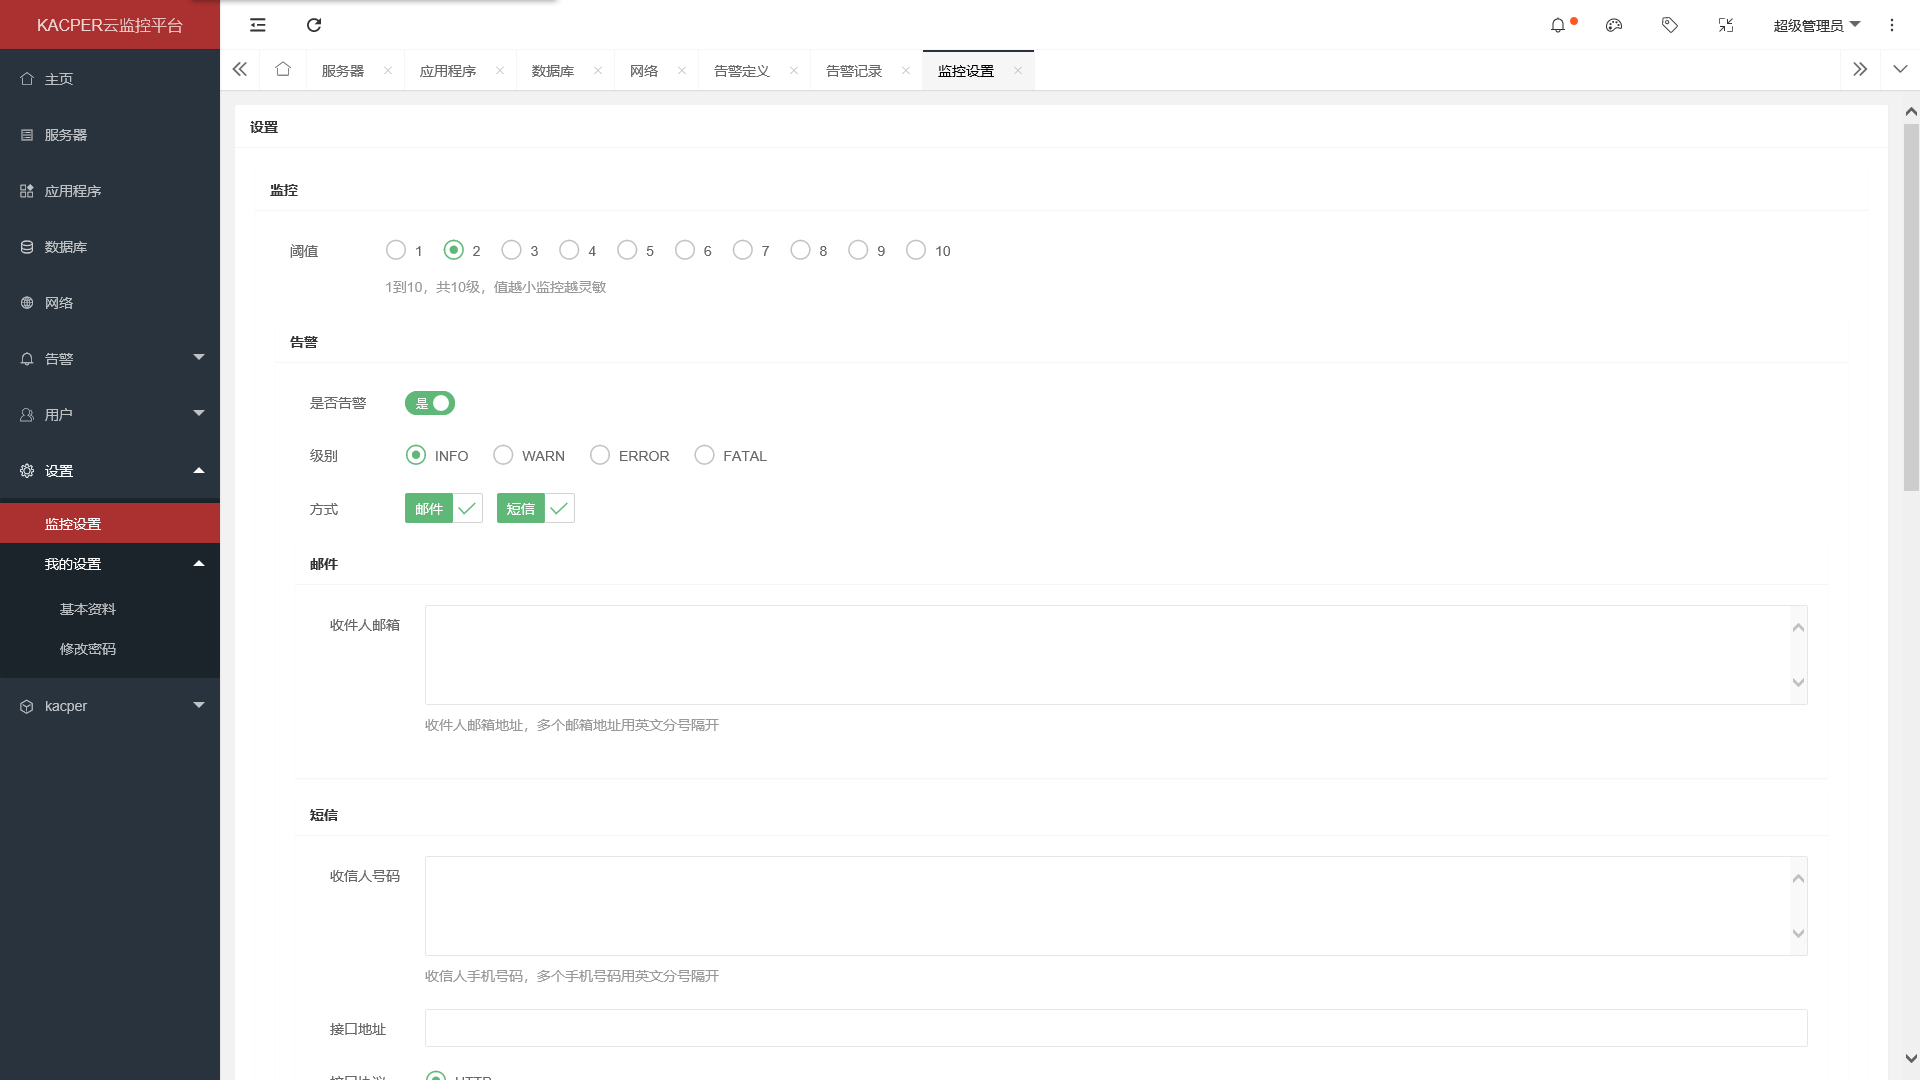 KACPER云监控平台
超级管理员
服务器
应用程序
数据库
网络
告警定义
告警记录
监控设置
主页
服务器
应用程序
数据库
网络
告警
用户
设置
监控设置
我的设置
基本资料
修改密码
kacper
设置
监控
阈值 1 2 3 4 5 6 7 8 9 10
1到10，共10级，值越小监控越灵敏
告警
是否告警 是
级别 INFO WARN ERROR FATAL
方式 邮件 短信
邮件
收件人邮箱
收件人邮箱地址，多个邮箱地址用英文分号隔开
短信
收信人号码
收信人手机号码，多个手机号码用英文分号隔开
接口地址
接口协议 HTTP